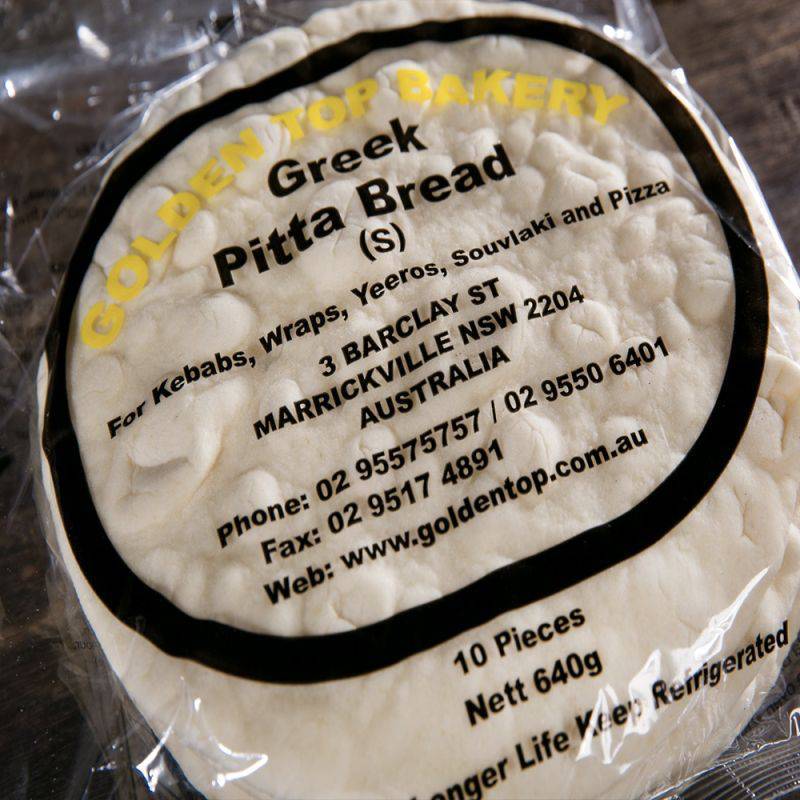 GOLDEN TOP BAKERY
Greek
Pitta Bread
(S)
For Kebabs, Wraps, Yeeros, Souvlaki and Pizza
3 BARCLAY ST
MARRICKVILLE NSW 2204
AUSTRALIA
Phone: 02 95575757 / 02 9550 6401
Fax: 02 9517 4891
Web: www.goldentop.com.au
10 Pieces
Nett 640g
Longer Life Keep Refrigerated